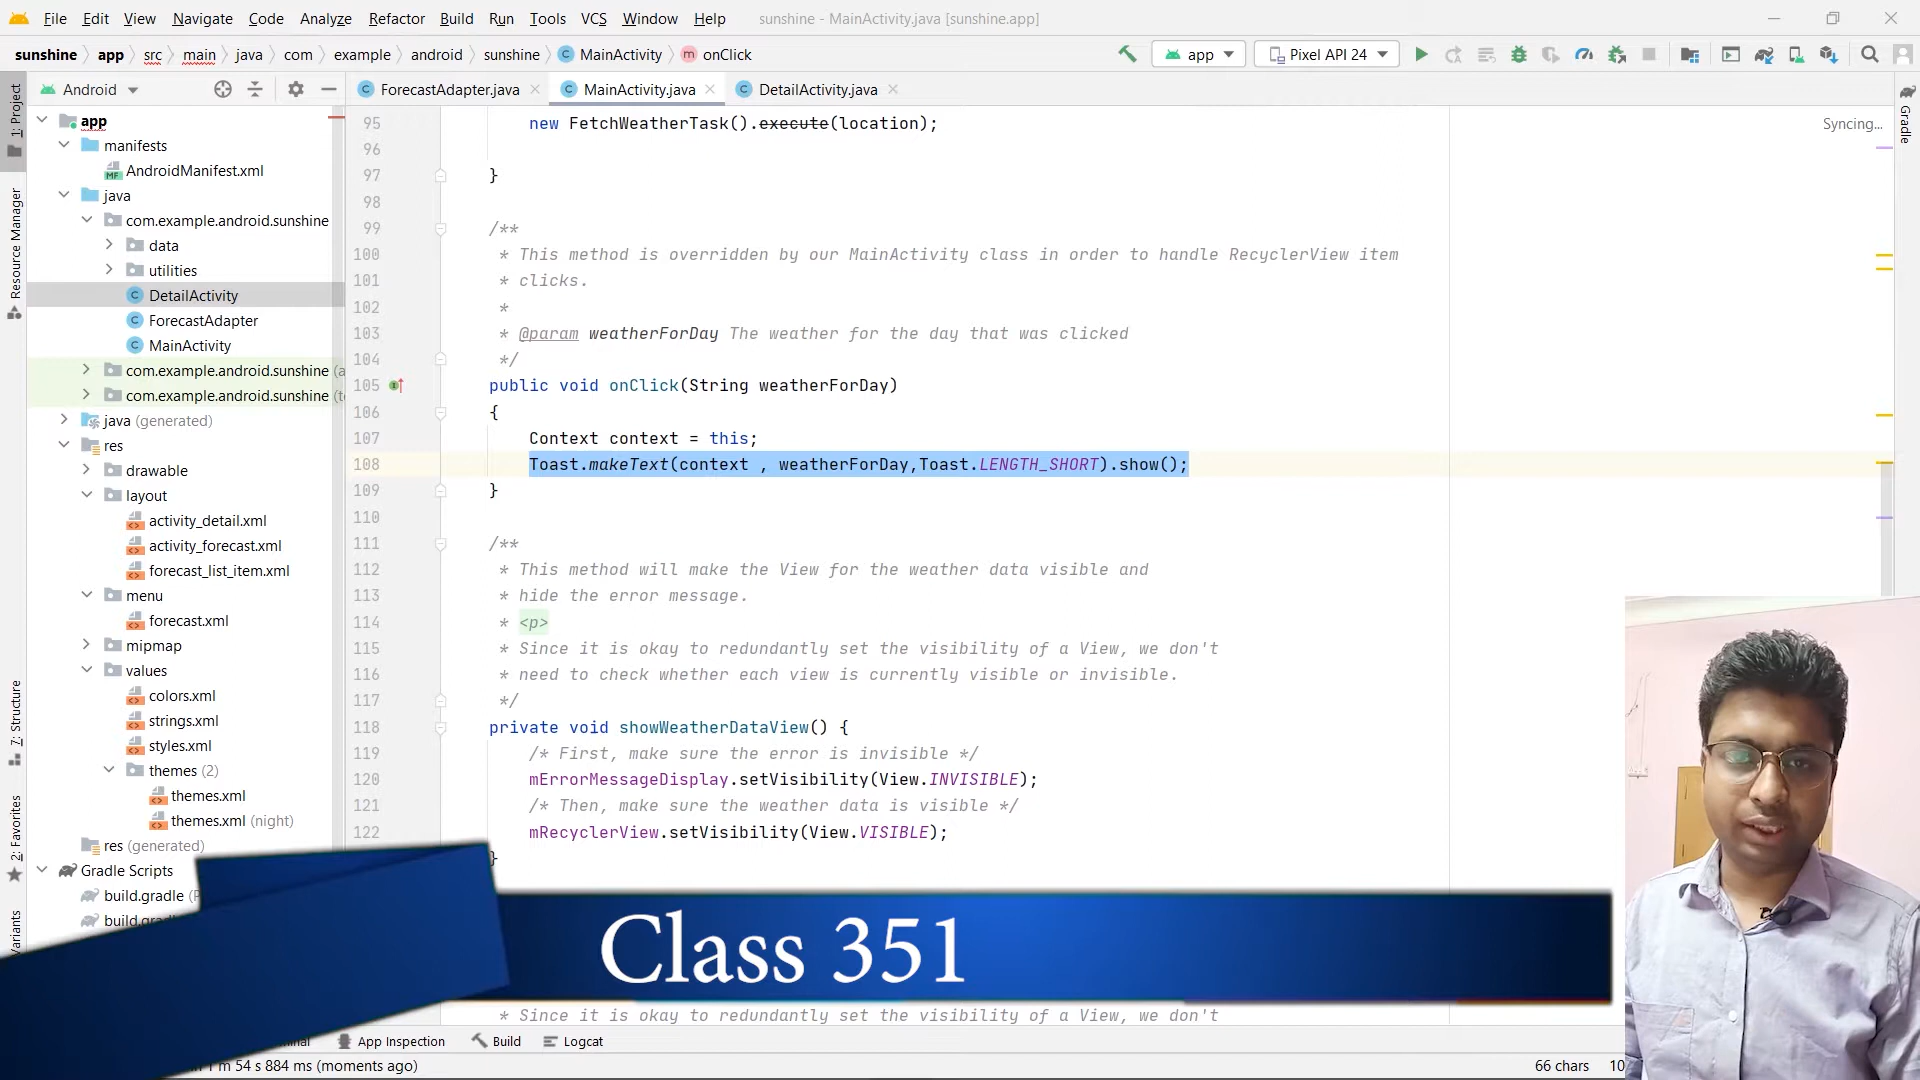 File Edit View Navigate Code Analyze Refactor Build Run Tools VCS Window Help sunshine - MainActivity.java [sunshine.app]
sunshine app src main java com example android sunshine MainActivity onClick app Pixel API 24
Android ForecastAdapter.java MainActivity.java DetailActivity.java
1: Project
Resource Manager
7: Structure
2: Favorites
Gradle
Syncing...
app
manifests
AndroidManifest.xml
java
com.example.android.sunshine
data
utilities
DetailActivity
ForecastAdapter
MainActivity
com.example.android.sunshine
com.example.android.sunshine
java (generated)
res
drawable
layout
activity_detail.xml
activity_forecast.xml
forecast_list_item.xml
menu
forecast.xml
mipmap
values
colors.xml
strings.xml
styles.xml
themes (2)
themes.xml
themes.xml (night)
res (generated)
Gradle Scripts
build.gradle
95 new FetchWeatherTask().execute(location);
96
97 }
98
99 /**
100 * This method is overridden by our MainActivity class in order to handle RecyclerView item
101 * clicks.
102 *
103 * @param weatherForDay The weather for the day that was clicked
104 */
105 public void onClick(String weatherForDay)
106 {
107 Context context = this;
108 Toast.makeText(context , weatherForDay,Toast.LENGTH_SHORT).show();
109 }
110
111 /**
112 * This method will make the View for the weather data visible and
113 * hide the error message.
114 * <p>
115 * Since it is okay to redundantly set the visibility of a View, we don't
116 * need to check whether each view is currently visible or invisible.
117 */
118 private void showWeatherDataView() {
119 /* First, make sure the error is invisible */
120 mErrorMessageDisplay.setVisibility(View.INVISIBLE);
121 /* Then, make sure the weather data is visible */
122 mRecyclerView.setVisibility(View.VISIBLE);
}
Class 351
* Since it is okay to redundantly set the visibility of a View, we don't
App Inspection Build Logcat
54 s 884 ms (moments ago) 66 chars